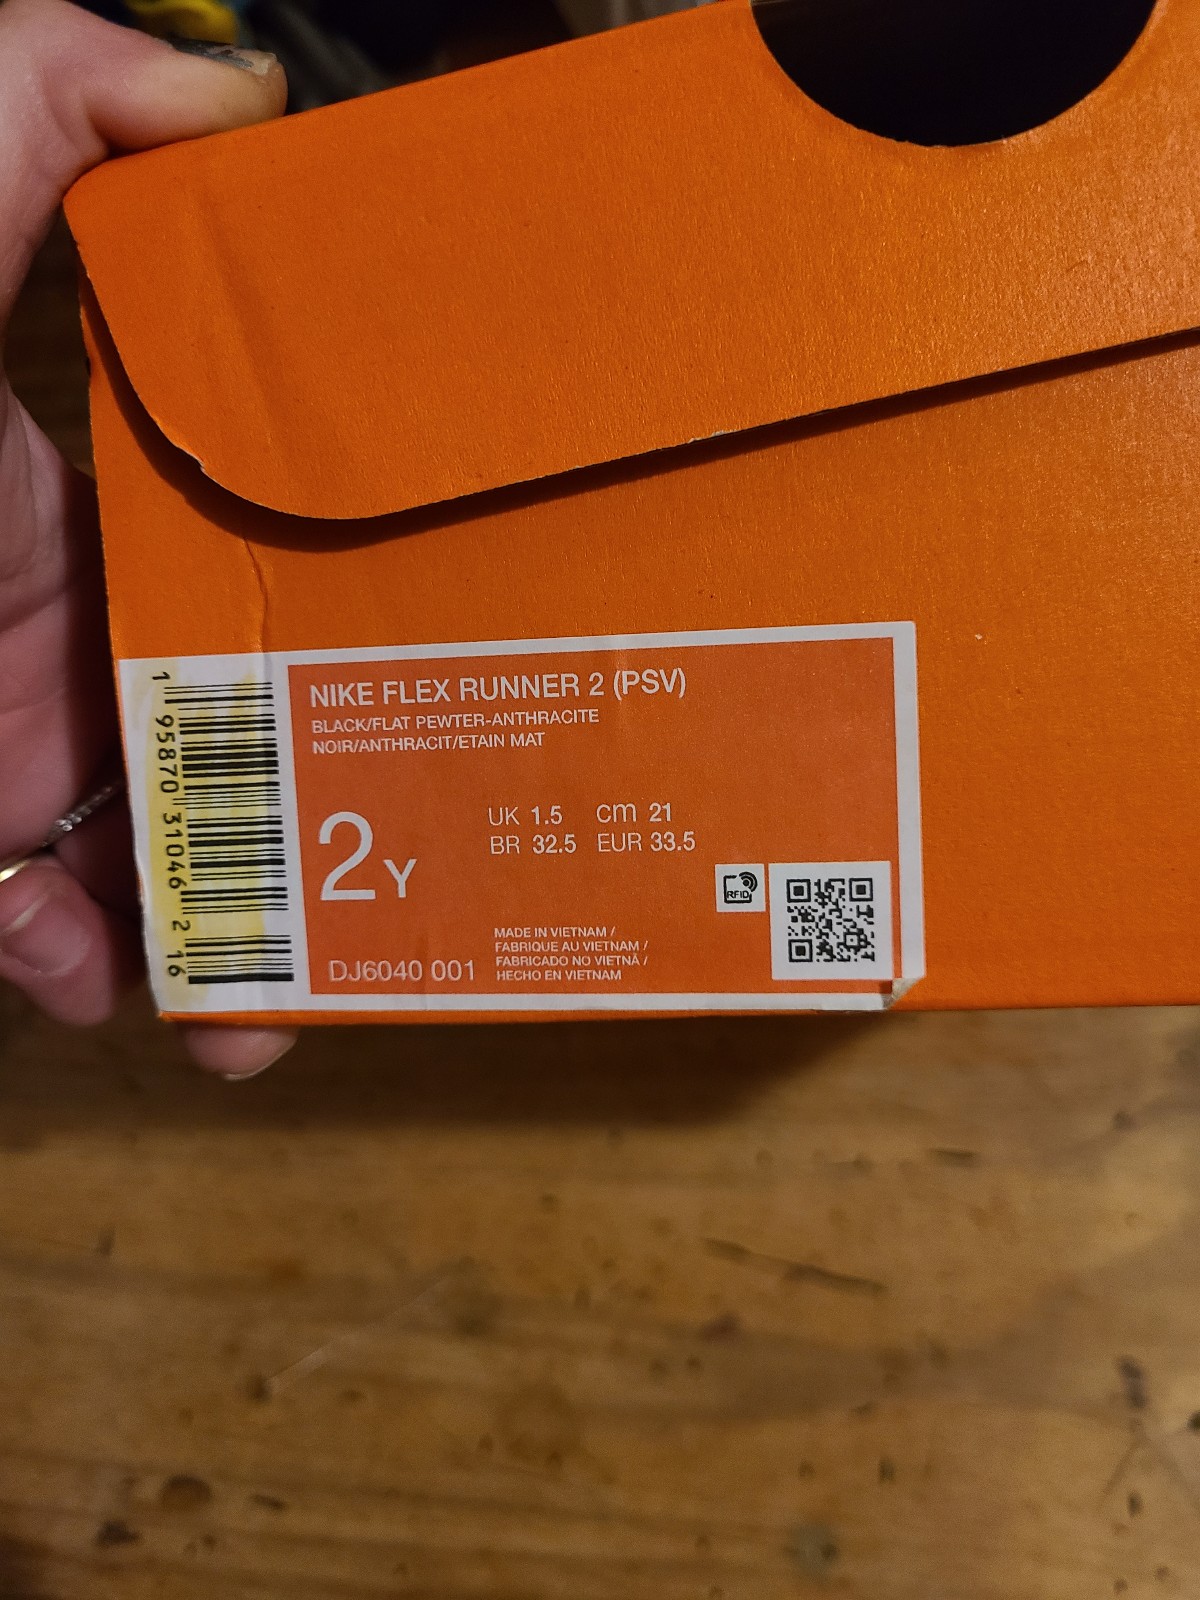 NIKE FLEX RUNNER 2 (PSV)
BLACK/FLAT PEWTER-ANTHRACITE
NOIR/ANTHRACIT/ETAIN MAT
2Y
UK 1.5 cm 21
BR 32.5 EUR 33.5
RFID
DJ6040 001
MADE IN VIETNAM /
FABRIQUE AU VIETNAM /
FABRICADO NO VIETNÃ /
HECHO EN VIETNAM
1 95870 31046 2 16